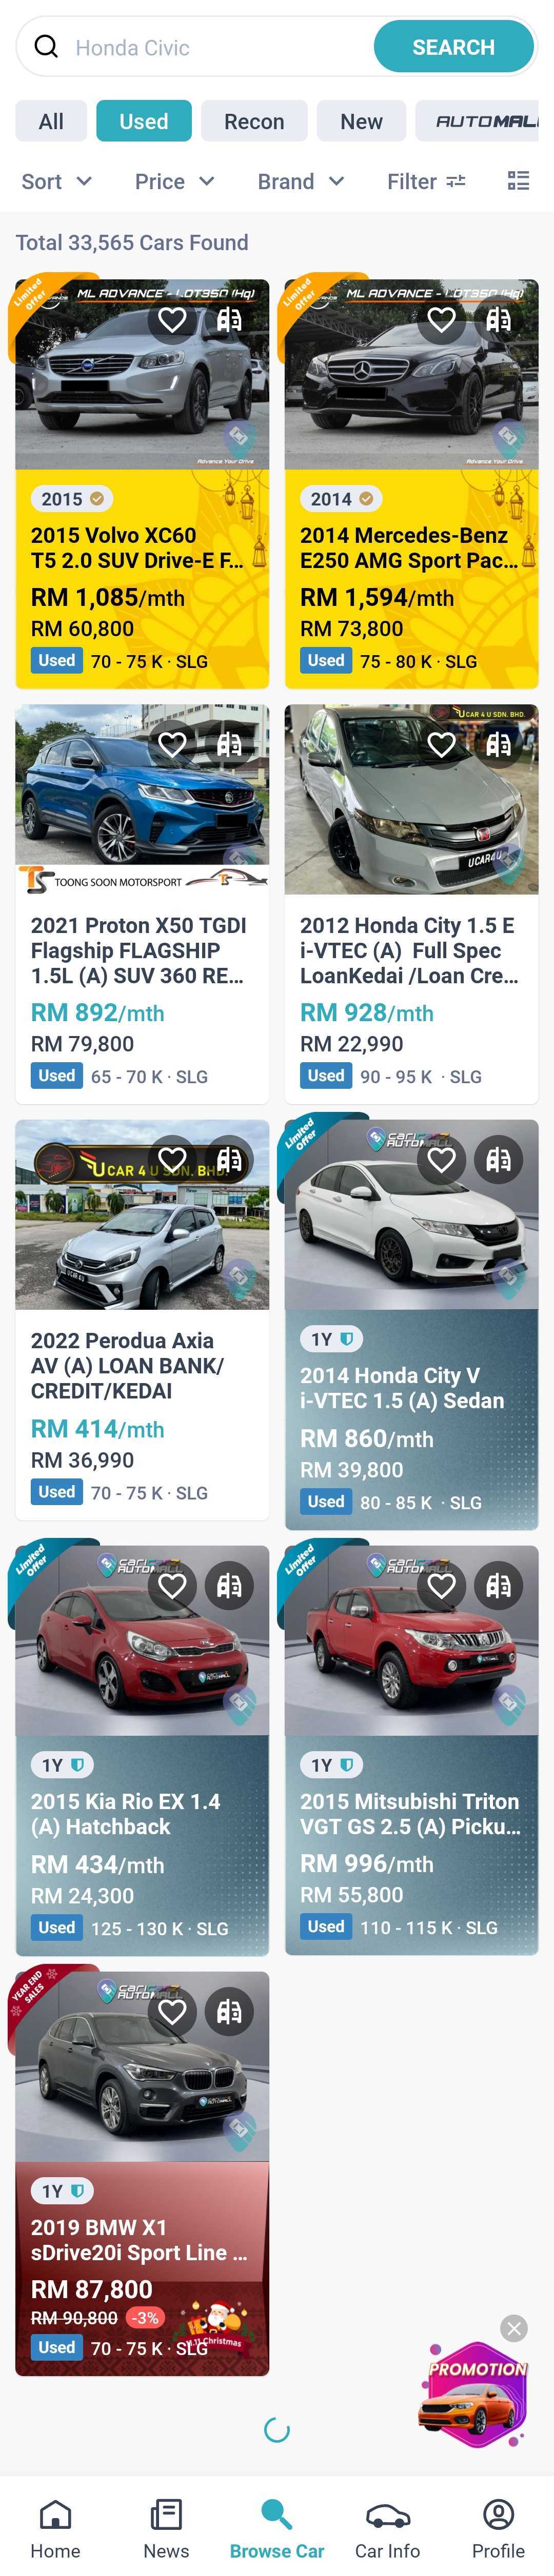 Honda Civic
SEARCH
All
Used
Recon
New
AUTOMALL
Sort
Price
Brand
Filter
Total 33,565 Cars Found
Limited
Offer
ML ADVANCE - LOT350 (Hq)
Advance Your Drive
2015
2015 Volvo XC60
T5 2.0 SUV Drive-E F...
RM 1,085/mth
RM 60,800
Used 70 - 75 K · SLG
Limited
Offer
ML ADVANCE - LOT350 (Hq)
Advance Your Drive
2014
2014 Mercedes-Benz
E250 AMG Sport Pac...
RM 1,594/mth
RM 73,800
Used 75 - 80 K · SLG
TS TOONG SOON MOTORSPORT
2021 Proton X50 TGDI
Flagship FLAGSHIP
1.5L (A) SUV 360 RE...
RM 892/mth
RM 79,800
Used 65 - 70 K · SLG
UCAR 4 U SDN. BHD.
UCAR4U
2012 Honda City 1.5 E
i-VTEC (A) Full Spec
LoanKedai /Loan Cre...
RM 928/mth
RM 22,990
Used 90 - 95 K · SLG
UCAR 4 U SDN. BHD.
2022 Perodua Axia
AV (A) LOAN BANK/
CREDIT/KEDAI
RM 414/mth
RM 36,990
Used 70 - 75 K · SLG
Limited
Offer
caricarz
AUTOMALL
1Y
2014 Honda City V
i-VTEC 1.5 (A) Sedan
RM 860/mth
RM 39,800
Used 80 - 85 K · SLG
Limited
Offer
AUTOMALL
1Y
2015 Kia Rio EX 1.4
(A) Hatchback
RM 434/mth
RM 24,300
Used 125 - 130 K · SLG
Limited
Offer
AUTOMALL
1Y
2015 Mitsubishi Triton
VGT GS 2.5 (A) Picku...
RM 996/mth
RM 55,800
Used 110 - 115 K · SLG
YEAR END
SALES
AUTOMALL
1Y
2019 BMW X1
sDrive20i Sport Line ...
RM 87,800
RM 90,800 -3%
Used 70 - 75 K · SLG
Christmas
PROMOTION
Home
News
Browse Car
Car Info
Profile